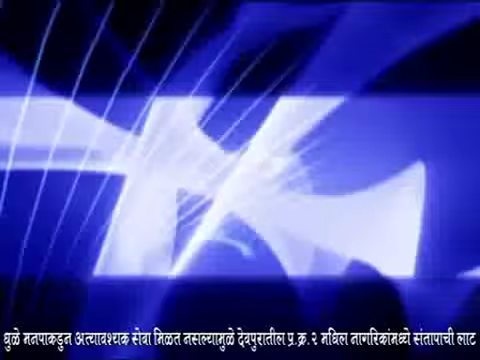 धुळे मनपाकडुन अत्यावश्यक सेवा मिळत नसल्यामुळे देवपुरातील प्र.क्र.२ मधिल नागरिकांमध्ये संतापाची लाट